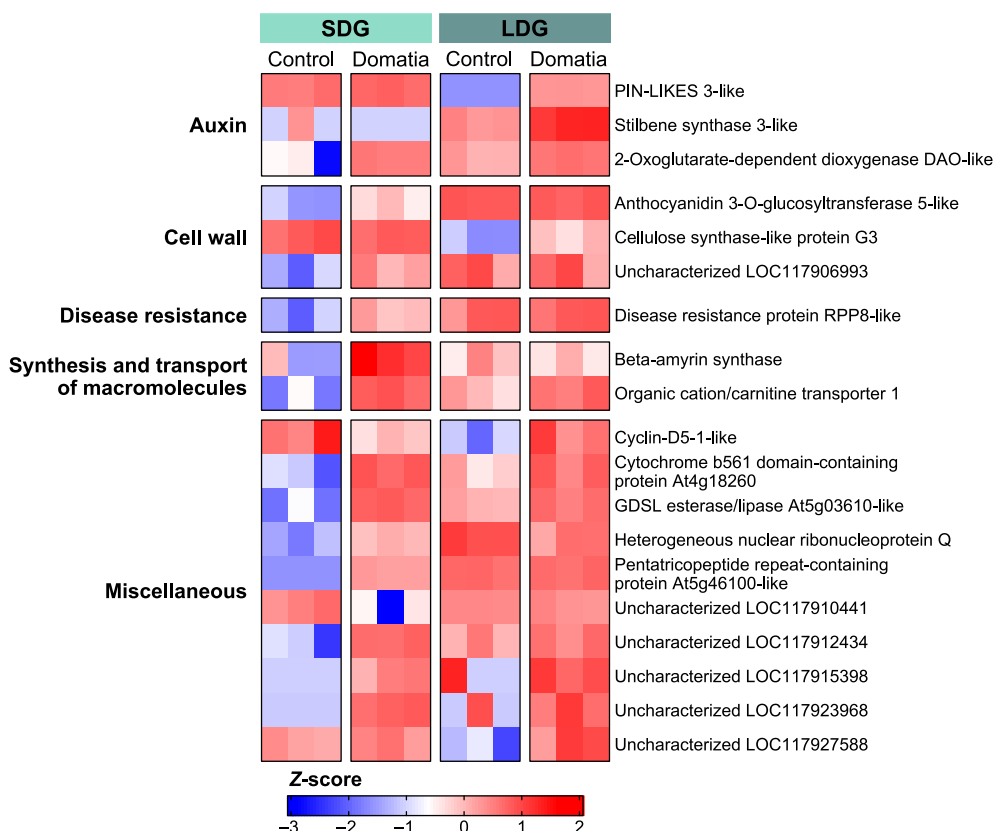 SDG LDG
Control Domatia Control Domatia
Auxin
PIN-LIKES 3-like
Stilbene synthase 3-like
2-Oxoglutarate-dependent dioxygenase DAO-like
Cell wall
Anthocyanidin 3-O-glucosyltransferase 5-like
Cellulose synthase-like protein G3
Uncharacterized LOC117906993
Disease resistance
Disease resistance protein RPP8-like
Synthesis and transport
of macromolecules
Beta-amyrin synthase
Organic cation/carnitine transporter 1
Miscellaneous
Cyclin-D5-1-like
Cytochrome b561 domain-containing
protein At4g18260
GDSL esterase/lipase At5g03610-like
Heterogeneous nuclear ribonucleoprotein Q
Pentatricopeptide repeat-containing
protein At5g46100-like
Uncharacterized LOC117910441
Uncharacterized LOC117912434
Uncharacterized LOC117915398
Uncharacterized LOC117923968
Uncharacterized LOC117927588
Z-score
−3 −2 −1 0 1 2